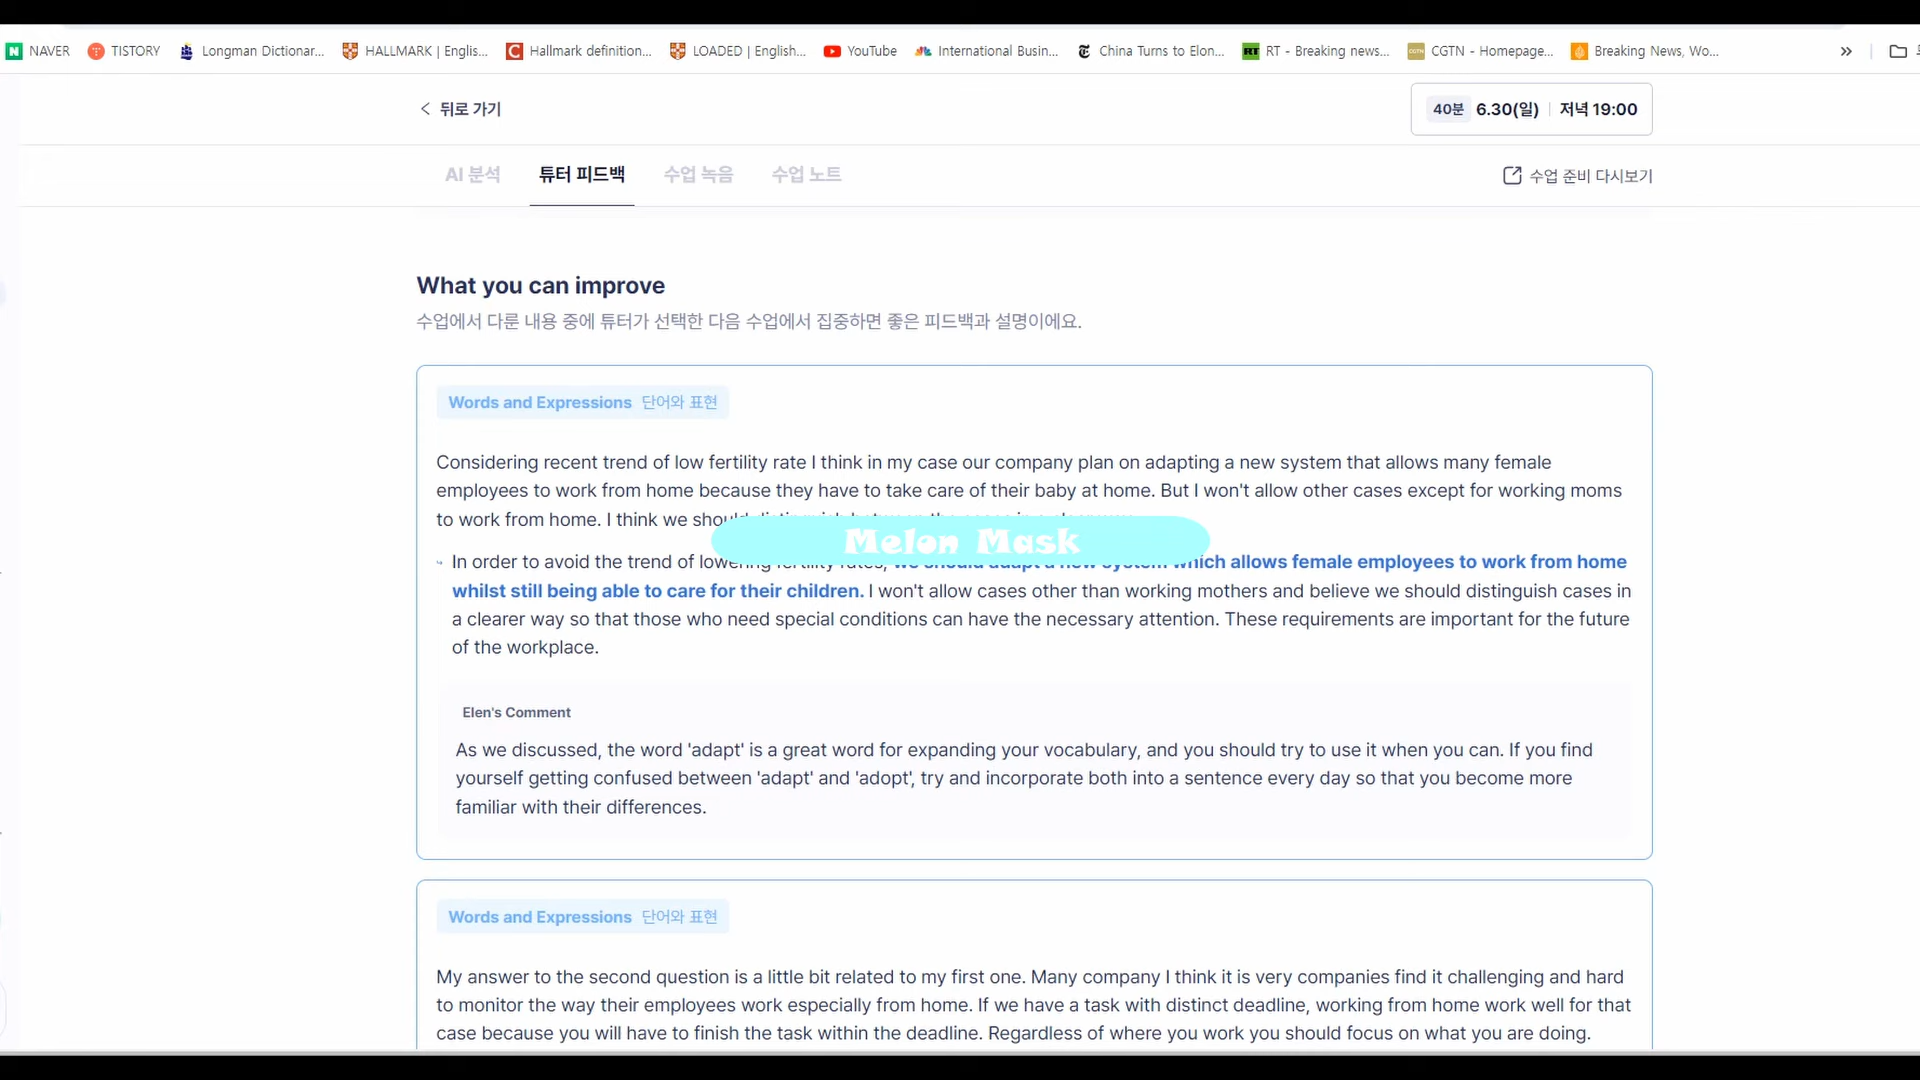 NAVER TISTORY Longman Dictionar... HALLMARK | Englis... Hallmark definition... LOADED | English... YouTube International Busin... China Turns to Elon... RT - Breaking news... CGTN - Homepage... Breaking News, Wo... »
뒤로 가기 40분 6.30(일) 저녁 19:00
AI 분석 튜터 피드백 수업 녹음 수업 노트 수업 준비 다시보기
What you can improve
수업에서 다룬 내용 중에 튜터가 선택한 다음 수업에서 집중하면 좋은 피드백과 설명이에요.
Words and Expressions 단어와 표현
Considering recent trend of low fertility rate I think in my case our company plan on adapting a new system that allows many female
employees to work from home because they have to take care of their baby at home. But I won't allow other cases except for working moms
to work from home. I think we should
Melon Mask
In order to avoid the trend of lowering fertility rates, we should adapt a new system which allows female employees to work from home
whilst still being able to care for their children. I won't allow cases other than working mothers and believe we should distinguish cases in
a clearer way so that those who need special conditions can have the necessary attention. These requirements are important for the future
of the workplace.
Elen's Comment
As we discussed, the word 'adapt' is a great word for expanding your vocabulary, and you should try to use it when you can. If you find
yourself getting confused between 'adapt' and 'adopt', try and incorporate both into a sentence every day so that you become more
familiar with their differences.
Words and Expressions 단어와 표현
My answer to the second question is a little bit related to my first one. Many company I think it is very companies find it challenging and hard
to monitor the way their employees work especially from home. If we have a task with distinct deadline, working from home work well for that
case because you will have to finish the task within the deadline. Regardless of where you work you should focus on what you are doing.